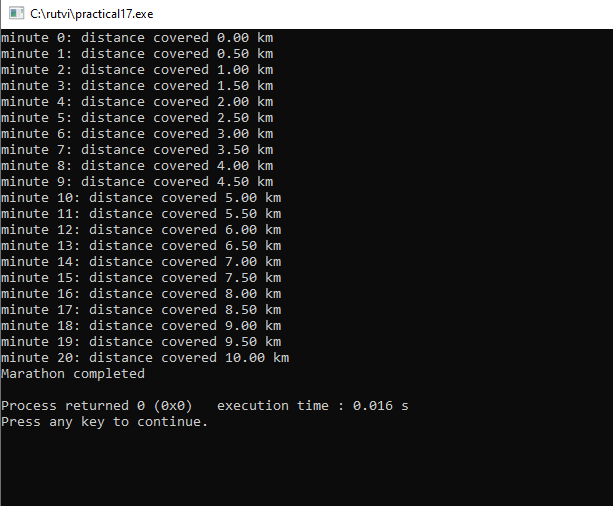 C:\rutvi\practical17.exe
minute 0: distance covered 0.00 km
minute 1: distance covered 0.50 km
minute 2: distance covered 1.00 km
minute 3: distance covered 1.50 km
minute 4: distance covered 2.00 km
minute 5: distance covered 2.50 km
minute 6: distance covered 3.00 km
minute 7: distance covered 3.50 km
minute 8: distance covered 4.00 km
minute 9: distance covered 4.50 km
minute 10: distance covered 5.00 km
minute 11: distance covered 5.50 km
minute 12: distance covered 6.00 km
minute 13: distance covered 6.50 km
minute 14: distance covered 7.00 km
minute 15: distance covered 7.50 km
minute 16: distance covered 8.00 km
minute 17: distance covered 8.50 km
minute 18: distance covered 9.00 km
minute 19: distance covered 9.50 km
minute 20: distance covered 10.00 km
Marathon completed
Process returned 0 (0x0)   execution time : 0.016 s
Press any key to continue.